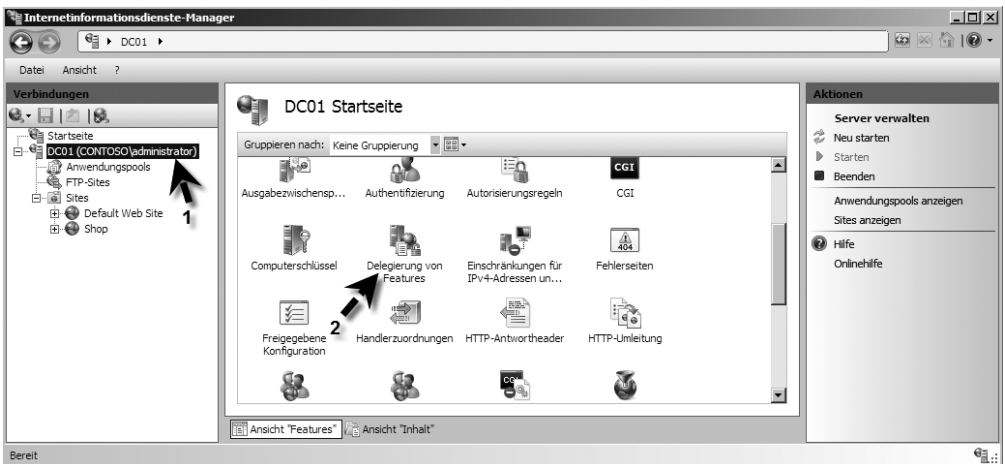 Internetinformationsdienste-Manager
DC01
Datei Ansicht ?
Verbindungen
Startseite
DC01 (CONTOSO\administrator)
Anwendungspools
FTP-Sites
Sites
Default Web Site
Shop
1
DC01 Startseite
Gruppieren nach: Keine Gruppierung
Ausgabezwischensp... Authentifizierung Autorisierungsregeln CGI
CGI
Computerschlüssel Delegierung von Features Einschränkungen für IPv4-Adressen un... Fehlerseiten
404
2
Freigegebene Konfiguration Handlerzuordnungen HTTP-Antwortheader HTTP-Umleitung
CGI
Ansicht "Features" Ansicht "Inhalt"
Aktionen
Server verwalten
Neu starten
Starten
Beenden
Anwendungspools anzeigen
Sites anzeigen
Hilfe
Onlinehilfe
Bereit